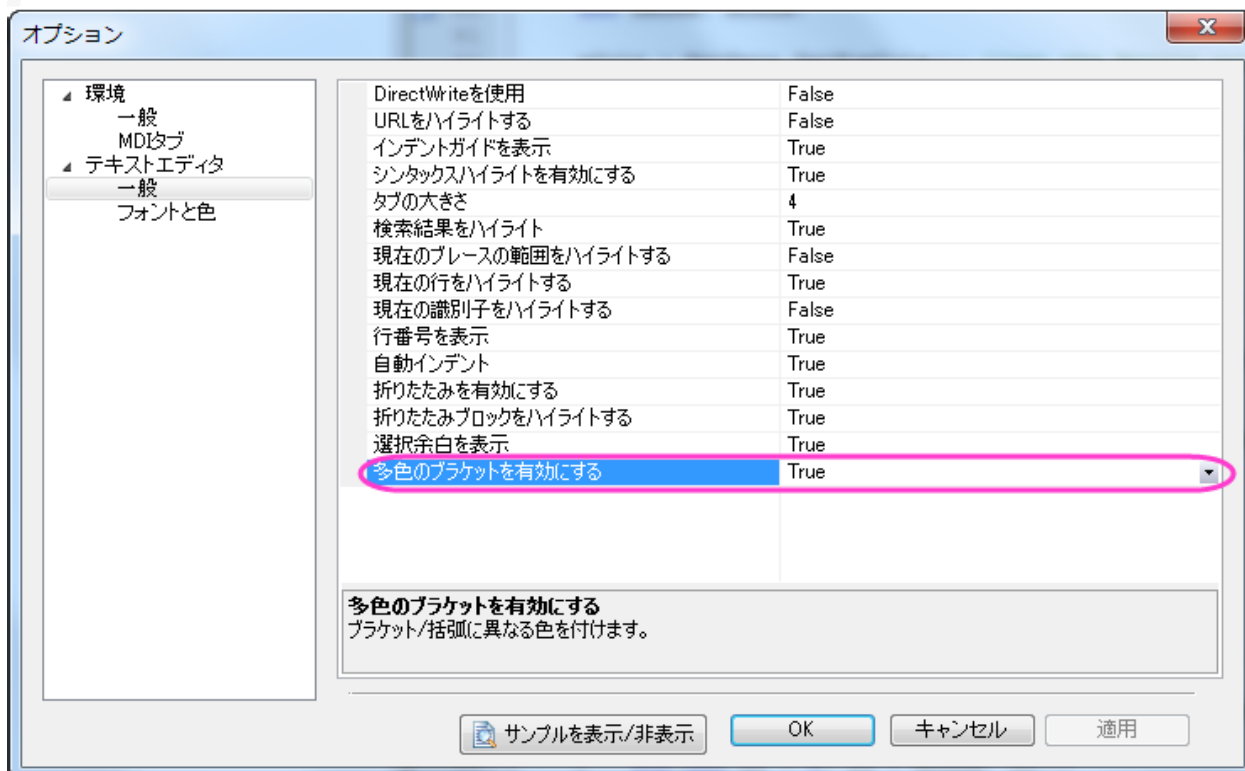 オプション
環境
一般
MDIタブ
テキストエディタ
一般
フォントと色
DirectWriteを使用 False
URLをハイライトする False
インデントガイドを表示 True
シンタックスハイライトを有効にする True
タブの大きさ 4
検索結果をハイライト True
現在のブレースの範囲をハイライトする False
現在の行をハイライトする True
現在の識別子をハイライトする False
行番号を表示 True
自動インデント True
折りたたみを有効にする True
折りたたみブロックをハイライトする True
選択余白を表示 True
多色のブラケットを有効にする True
多色のブラケットを有効にする
ブラケット/括弧に異なる色を付けます。
サンプルを表示/非表示 OK キャンセル 適用